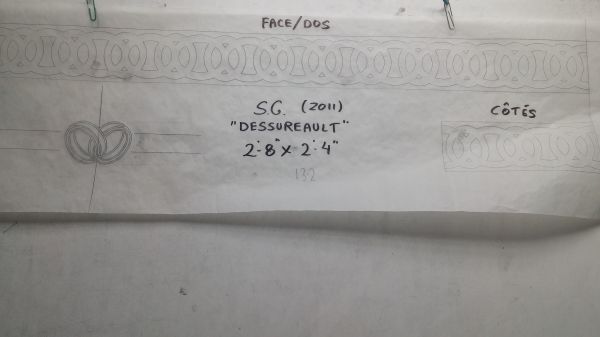 FACE/DOS
S.G. (2011)
"DESSUREAULT"
2'-8" x 2'-4"
132
CÔTÉS